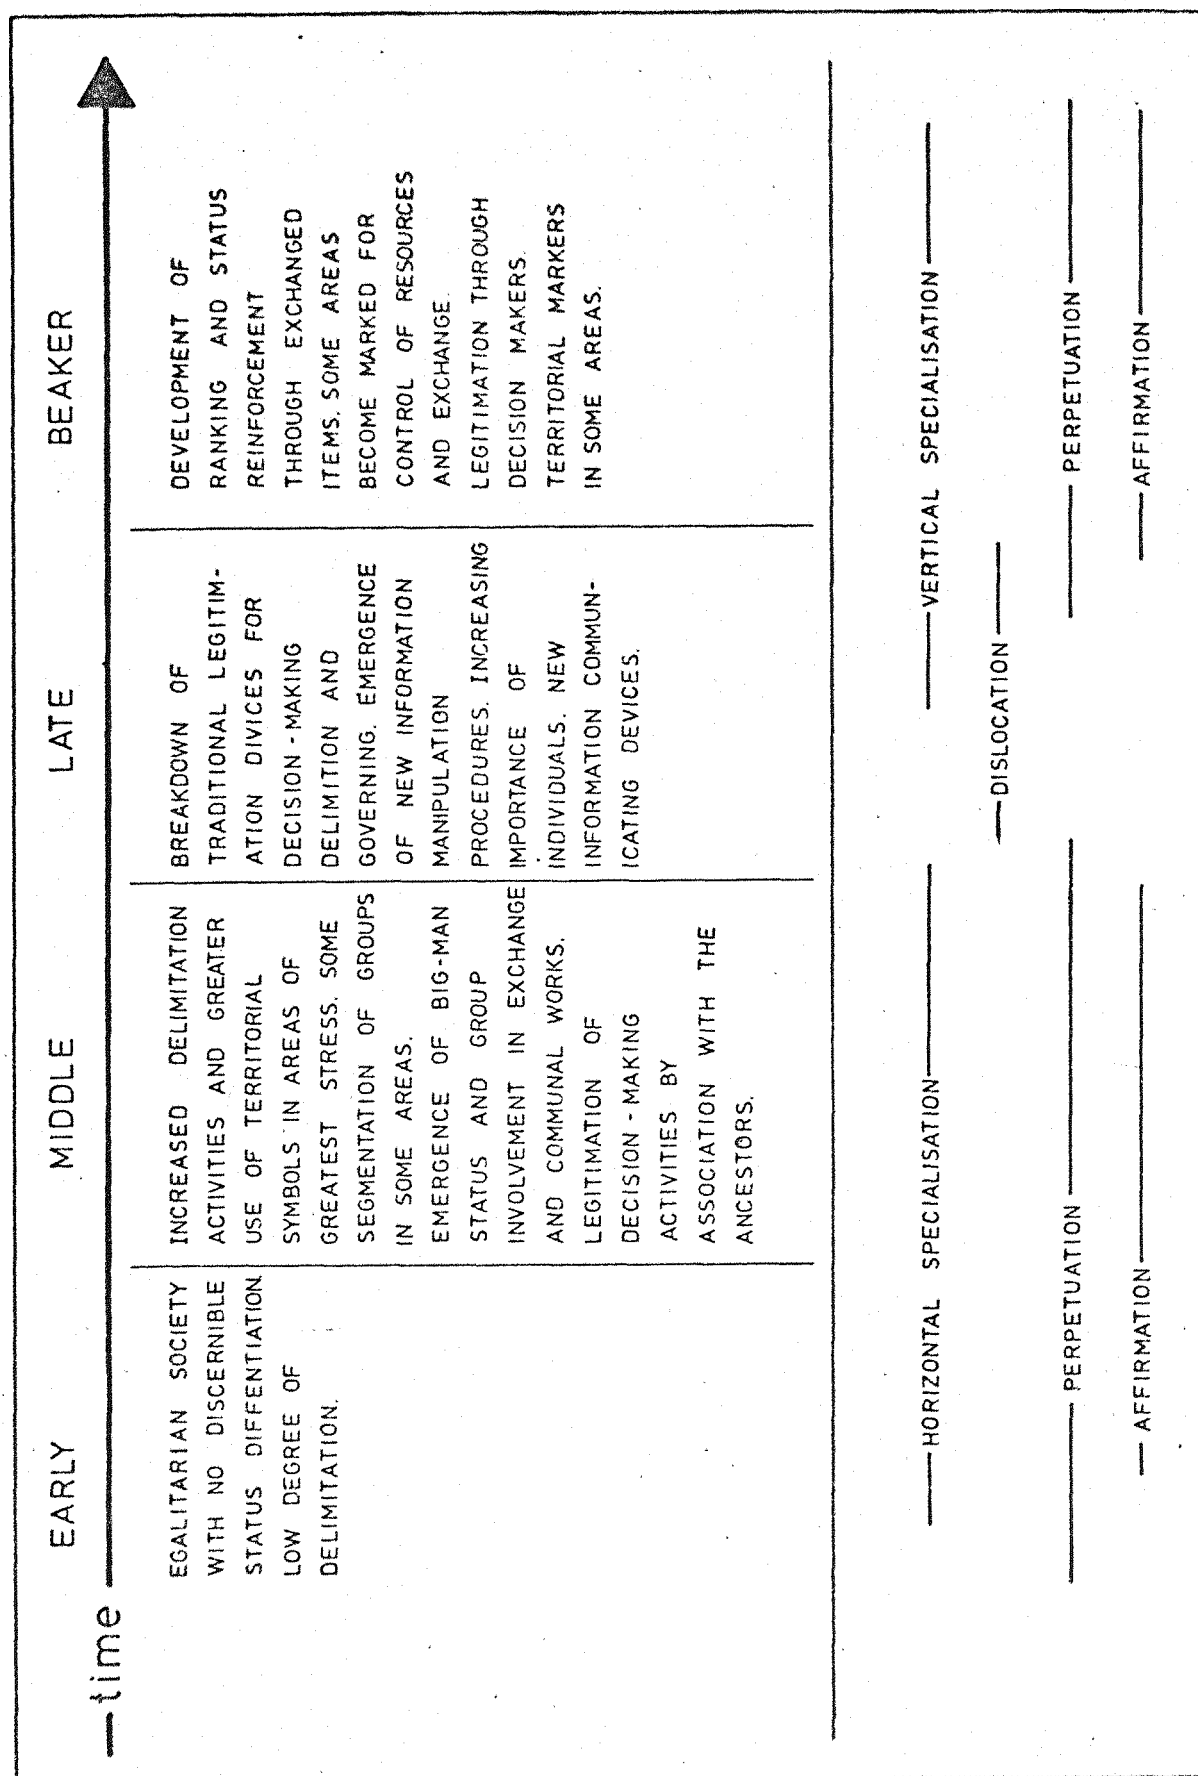 EARLY
MIDDLE
LATE
BEAKER
time
EGALITARIAN SOCIETY
WITH NO DISCERNIBLE
STATUS DIFFENTIATION.
LOW DEGREE OF
DELIMITATION.
INCREASED DELIMITATION
ACTIVITIES AND GREATER
USE OF TERRITORIAL
SYMBOLS IN AREAS OF
GREATEST STRESS. SOME
SEGMENTATION OF GROUPS
IN SOME AREAS.
EMERGENCE OF BIG-MAN
STATUS AND GROUP
INVOLVEMENT IN EXCHANGE
AND COMMUNAL WORKS.
LEGITIMATION OF
DECISION-MAKING
ACTIVITIES BY
ASSOCIATION WITH THE
ANCESTORS.
BREAKDOWN OF
TRADITIONAL LEGITIM-
ATION DIVICES FOR
DECISION-MAKING
DELIMITION AND
GOVERNING. EMERGENCE
OF NEW INFORMATION
MANIPULATION
PROCEDURES. INCREASING
IMPORTANCE OF
INDIVIDUALS. NEW
INFORMATION COMMUN-
ICATING DEVICES.
DEVELOPMENT OF
RANKING AND STATUS
REINFORCEMENT
THROUGH EXCHANGED
ITEMS. SOME AREAS
BECOME MARKED FOR
CONTROL OF RESOURCES
AND EXCHANGE.
LEGITIMATION THROUGH
DECISION MAKERS.
TERRITORIAL MARKERS
IN SOME AREAS.
HORIZONTAL SPECIALISATION
VERTICAL SPECIALISATION
DISLOCATION
PERPETUATION
PERPETUATION
AFFIRMATION
AFFIRMATION